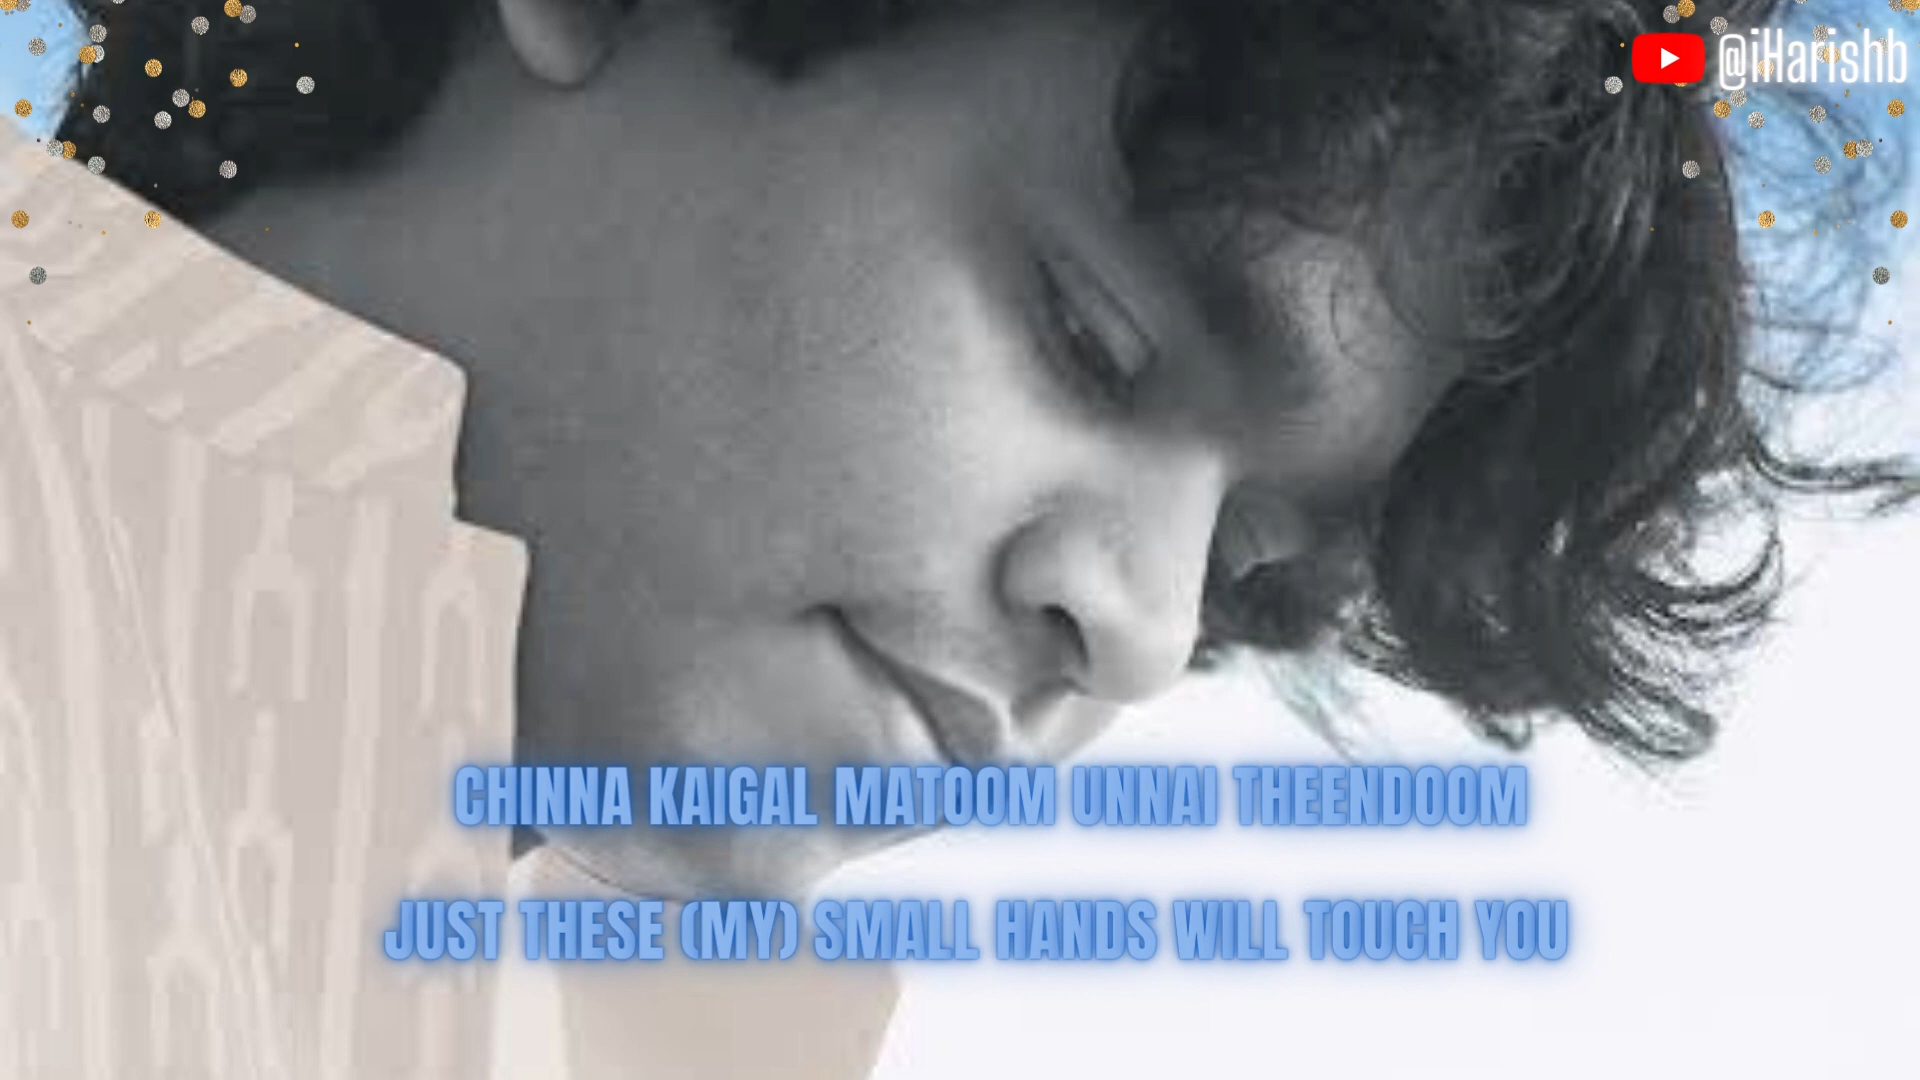 @iHarishb
CHINNA KAIGAL MATOOM UNNAI THEENDOOM
JUST THESE (MY) SMALL HANDS WILL TOUCH YOU